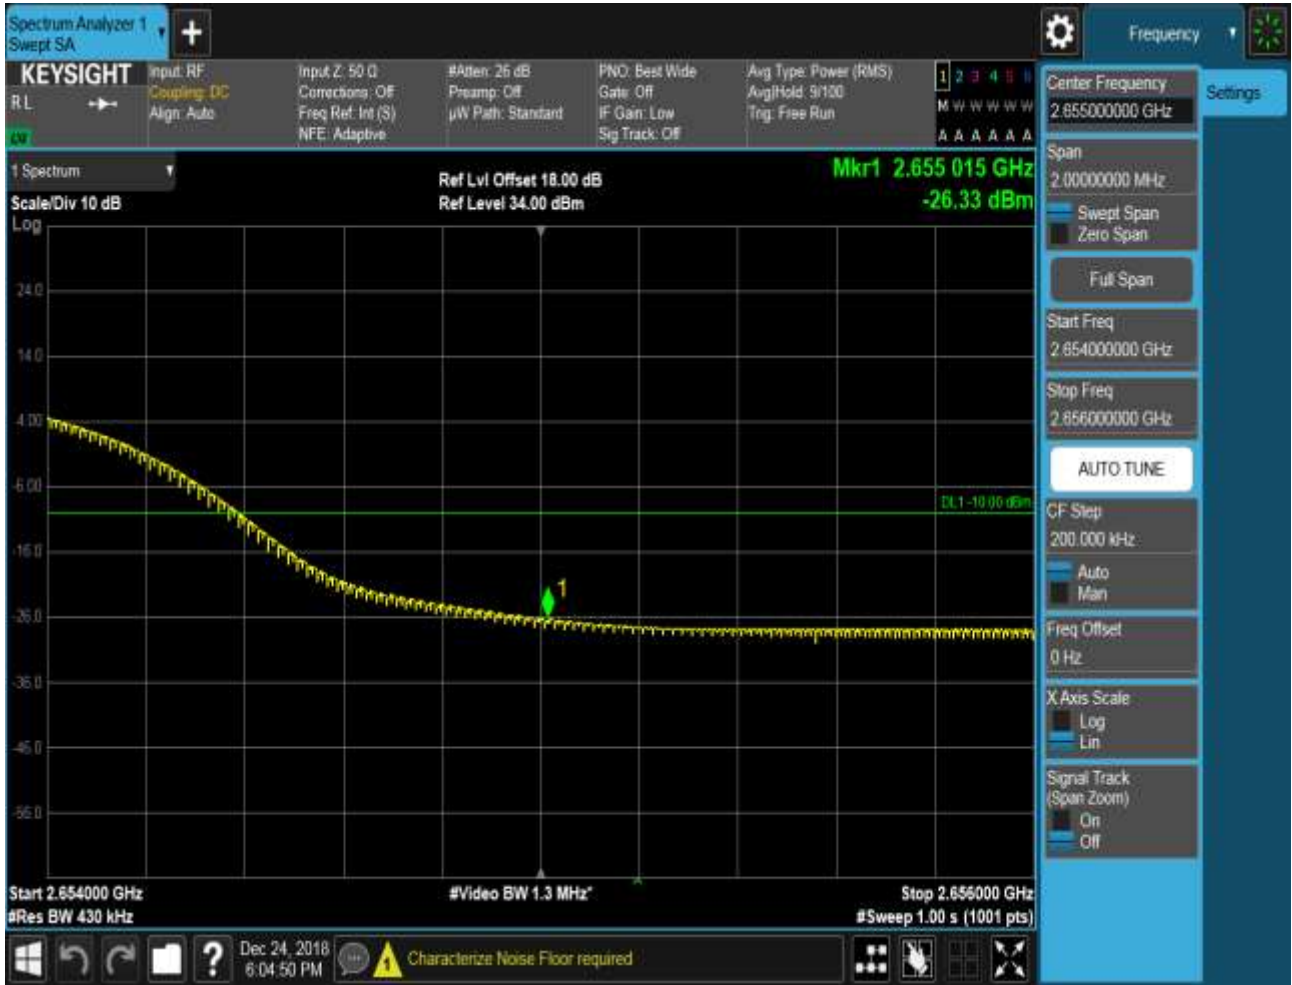 Spectrum Analyzer 1
Swept SA
+
Frequency
KEYSIGHT
RL
LW
Input: RF
Coupling: DC
Align: Auto
Input Z: 50 Ω
Corrections: Off
Freq Ref: Int (S)
NFE: Adaptive
#Atten: 26 dB
Preamp: Off
µW Path: Standard
PNO: Best Wide
Gate: Off
IF Gain: Low
Sig Track: Off
Avg Type: Power (RMS)
Avg|Hold: 9/100
Trig: Free Run
1 2 3 4 5 6
M W W W W W
A A A A A A
1 Spectrum
Scale/Div 10 dB
Log
Ref Lvl Offset 18.00 dB
Ref Level 34.00 dBm
Mkr1 2.655 015 GHz
-26.33 dBm
24.0
14.0
4.00
-6.00
DL1 -10.00 dBm
-16.0
1
-26.0
-36.0
-46.0
-56.0
Start 2.654000 GHz
#Video BW 1.3 MHz*
Stop 2.656000 GHz
#Res BW 430 kHz
#Sweep 1.00 s (1001 pts)
Center Frequency
2.655000000 GHz
Settings
Span
2.00000000 MHz
Swept Span
Zero Span
Full Span
Start Freq
2.654000000 GHz
Stop Freq
2.656000000 GHz
AUTO TUNE
CF Step
200.000 kHz
Auto
Man
Freq Offset
0 Hz
X Axis Scale
Log
Lin
Signal Track
(Span Zoom)
On
Off
?
Dec 24, 2018
6:04:50 PM
1
Characterize Noise Floor required